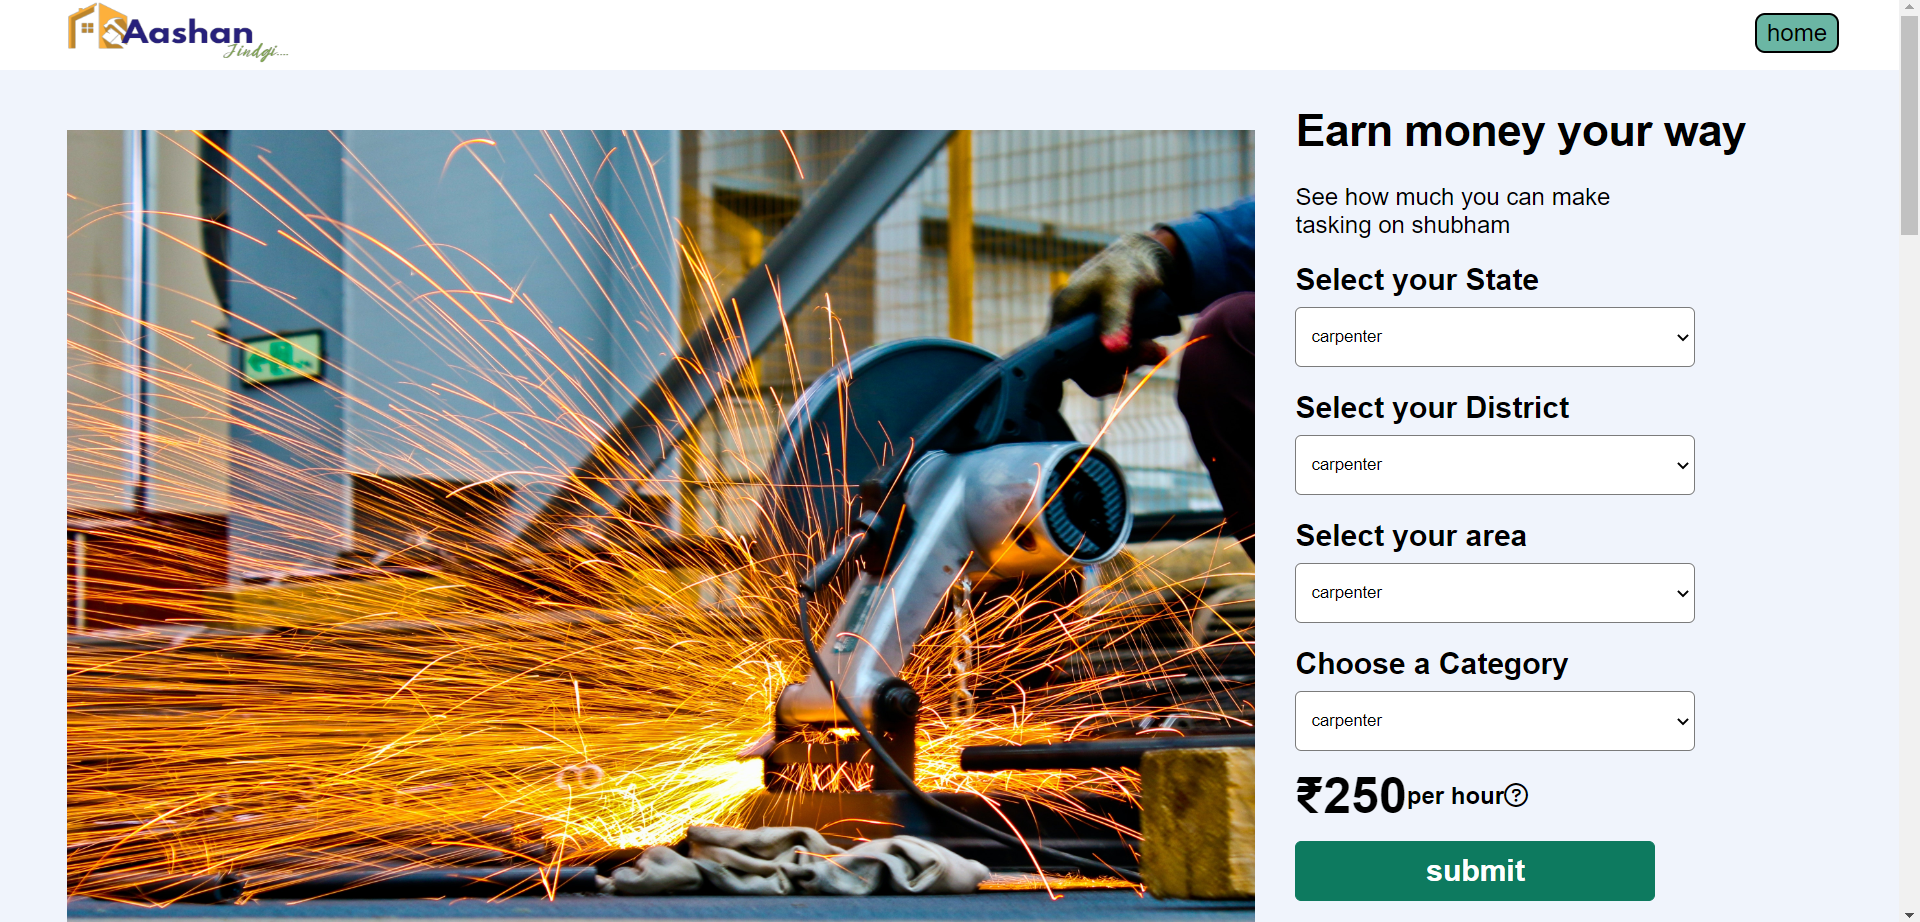 Aashan
Jindgi....
home
Earn money your way
See how much you can make
tasking on shubham
Select your State
carpenter
Select your District
carpenter
Select your area
carpenter
Choose a Category
carpenter
₹250per hour?
submit